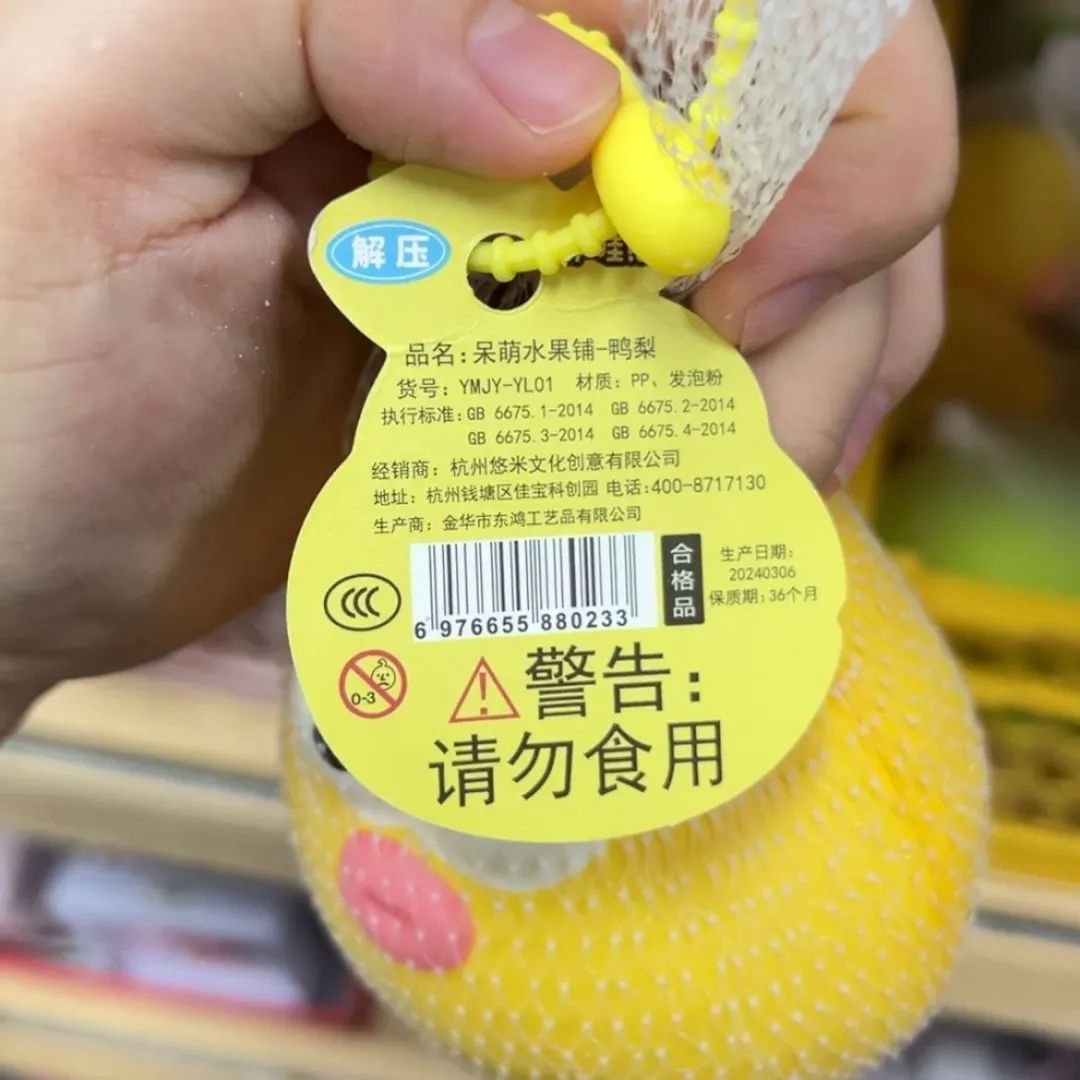 解压
品名:呆萌水果铺-鸭梨
货号:YMJY-YL01 材质:PP、发泡粉
执行标准:GB 6675.1-2014 GB 6675.2-2014
GB 6675.3-2014 GB 6675.4-2014
经销商:杭州悠米文化创意有限公司
地址:杭州钱塘区佳宝科创园 电话:400-8717130
生产商:金华市东鸿工艺品有限公司
CCC
6 976655 880233
合格品
生产日期:
20240306
保质期:36个月
0-3
警告:
请勿食用